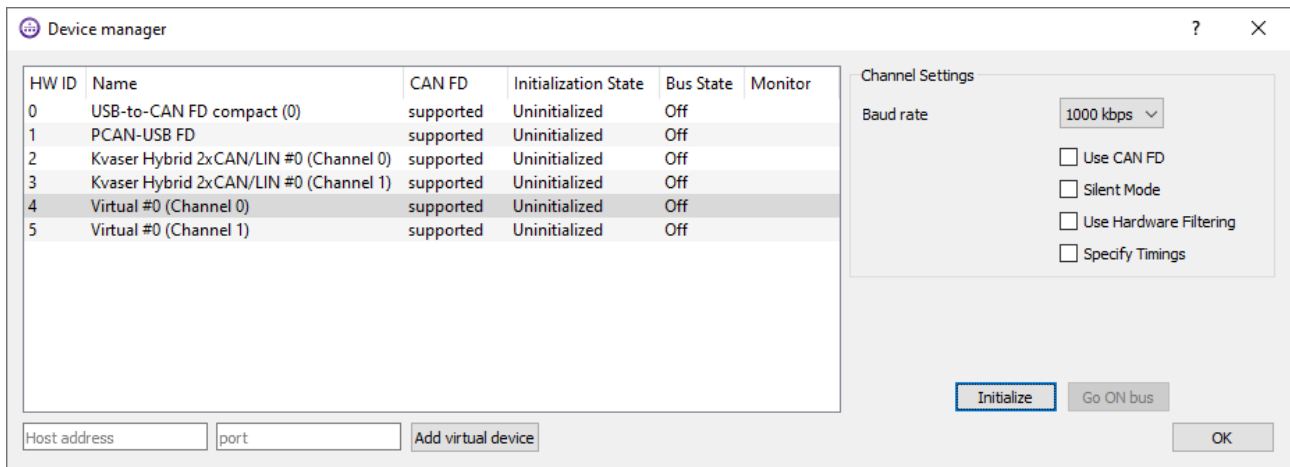 Device manager
?
HW ID Name CAN FD Initialization State Bus State Monitor
0 USB-to-CAN FD compact (0) supported Uninitialized Off
1 PCAN-USB FD supported Uninitialized Off
2 Kvaser Hybrid 2xCAN/LIN #0 (Channel 0) supported Uninitialized Off
3 Kvaser Hybrid 2xCAN/LIN #0 (Channel 1) supported Uninitialized Off
4 Virtual #0 (Channel 0) supported Uninitialized Off
5 Virtual #0 (Channel 1) supported Uninitialized Off
Channel Settings
Baud rate 1000 kbps
Use CAN FD
Silent Mode
Use Hardware Filtering
Specify Timings
Initialize Go ON bus
Host address port Add virtual device OK